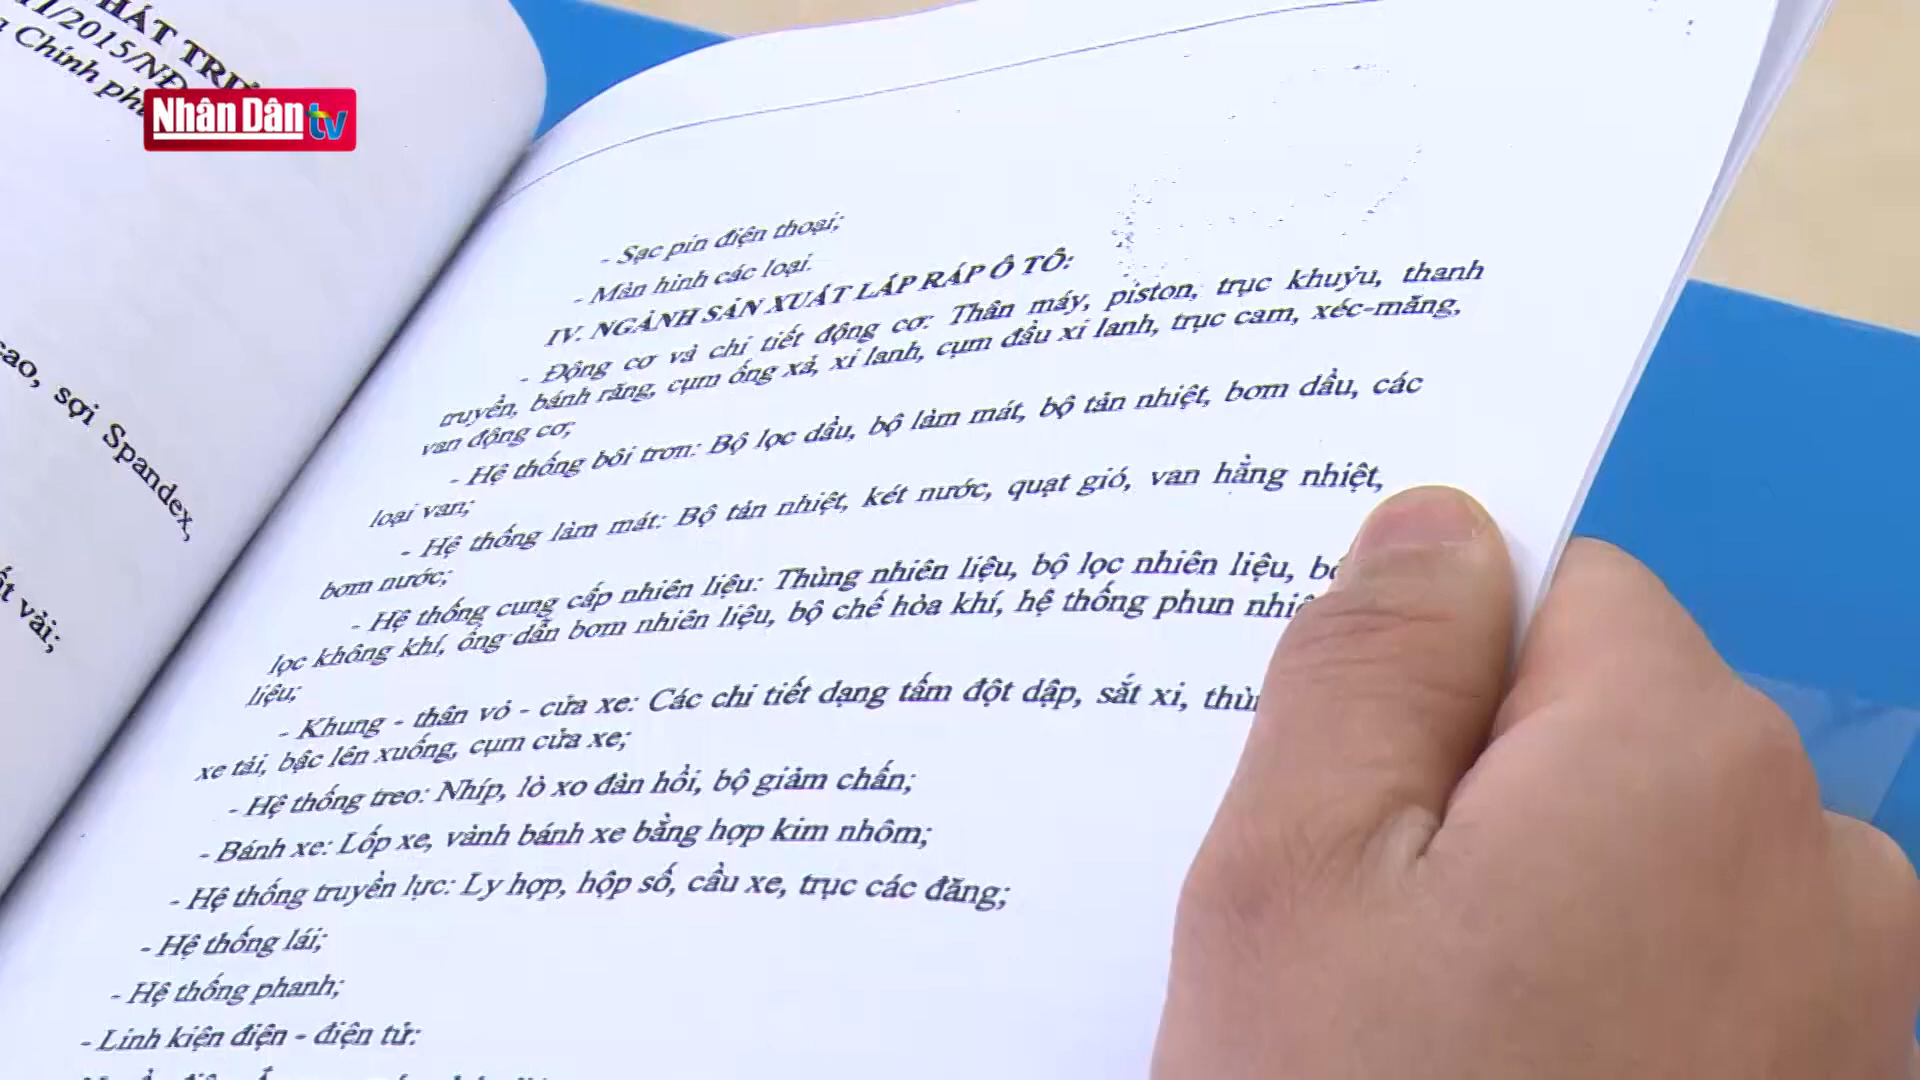 HÁT TRI
11/2015/NĐ
Chính ph
Nhân Dân tv
cao, sợi Spandex,
vải;
- Sạc pin điện thoại;
- Màn hình các loại.
IV. NGÀNH SẢN XUẤT LẮP RÁP Ô TÔ:
- Động cơ và chi tiết động cơ: Thân máy, piston, trục khuỷu, thanh
truyền, bánh răng, cụm ống xả, xi lanh, cụm đầu xi lanh, trục cam, xéc-măng,
van động cơ;
- Hệ thống bôi trơn: Bộ lọc dầu, bộ làm mát, bộ tản nhiệt, bơm dầu, các
loại van;
- Hệ thống làm mát: Bộ tản nhiệt, két nước, quạt gió, van hằng nhiệt,
bơm nước;
- Hệ thống cung cấp nhiên liệu: Thùng nhiên liệu, bộ lọc nhiên liệu, bộ
lọc không khí, ống dẫn bơm nhiên liệu, bộ chế hòa khí, hệ thống phun nhiê
liệu;
- Khung - thân vỏ - cửa xe: Các chi tiết dạng tấm đột dập, sắt xi, thùn
xe tải, bậc lên xuống, cụm cửa xe;
- Hệ thống treo: Nhíp, lò xo đàn hồi, bộ giảm chấn;
- Bánh xe: Lốp xe, vành bánh xe bằng hợp kim nhôm;
- Hệ thống truyền lực: Ly hợp, hộp số, cầu xe, trục các đăng;
- Hệ thống lái;
- Hệ thống phanh;
- Linh kiện điện - điện tử: